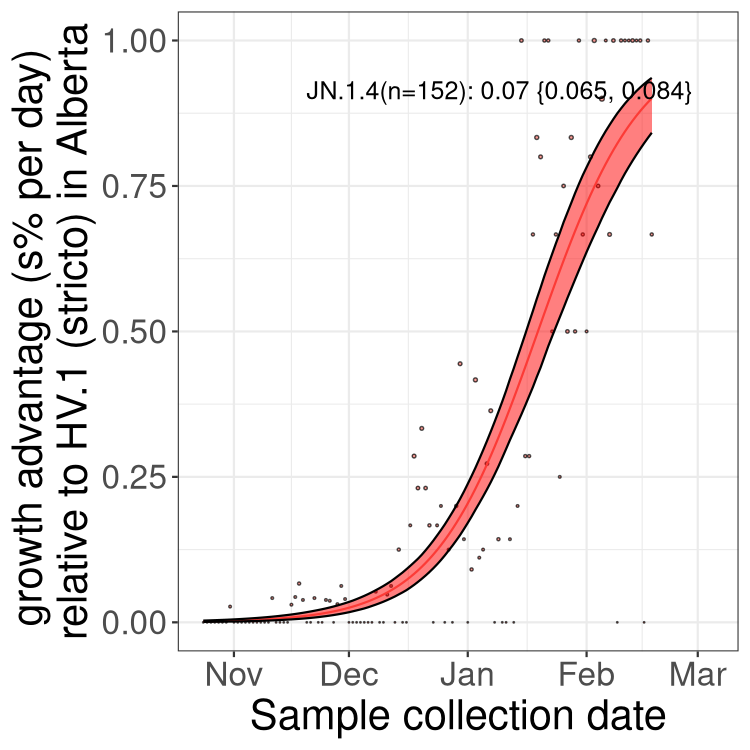 growth advantage (s% per day)
relative to HV.1 (stricto) in Alberta
1.00
JN.1.4(n=152): 0.07 {0.065, 0.084}
0.75
0.50
0.25
0.00
Nov Dec Jan Feb Mar
Sample collection date